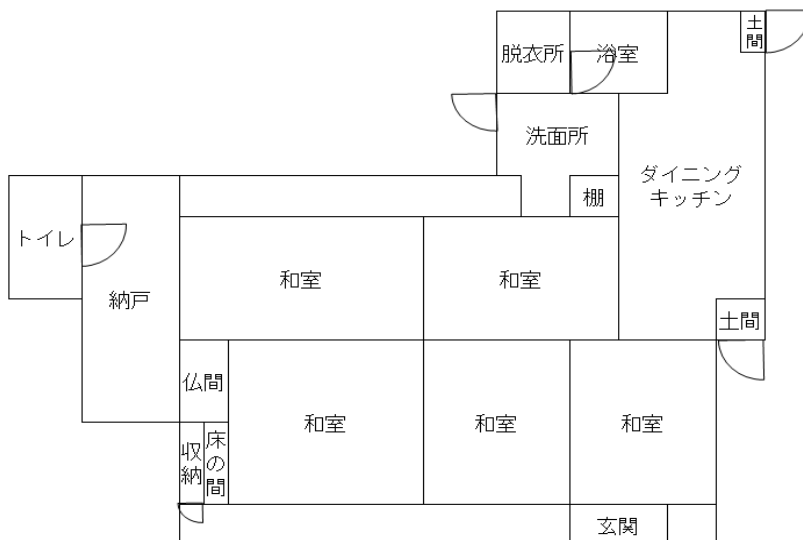 脱衣所
浴室
土間
洗面所
ダイニング
キッチン
棚
トイレ
納戸
和室
和室
土間
仏間
和室
和室
和室
収納
床の間
玄関